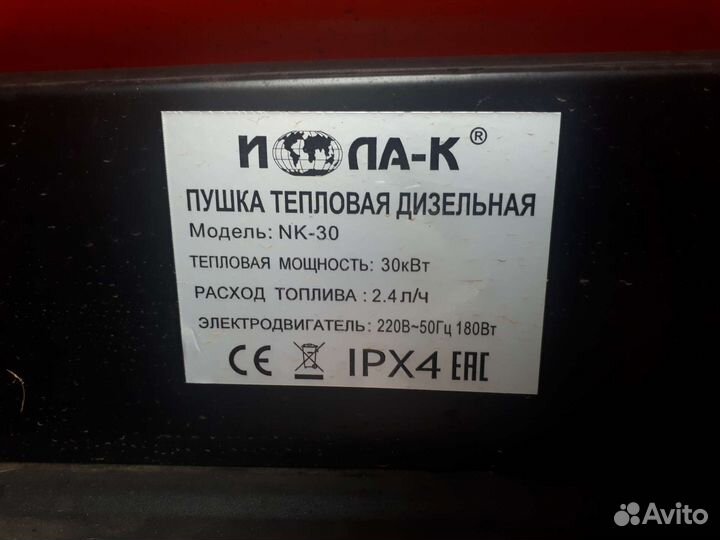 ИОЛА-К®
ПУШКА ТЕПЛОВАЯ ДИЗЕЛЬНАЯ
Модель: NK-30
ТЕПЛОВАЯ МОЩНОСТЬ: 30кВт
РАСХОД ТОПЛИВА : 2.4 л/ч
ЭЛЕКТРОДВИГАТЕЛЬ: 220В~50Гц 180Вт
CE IPX4 EAC
Avito